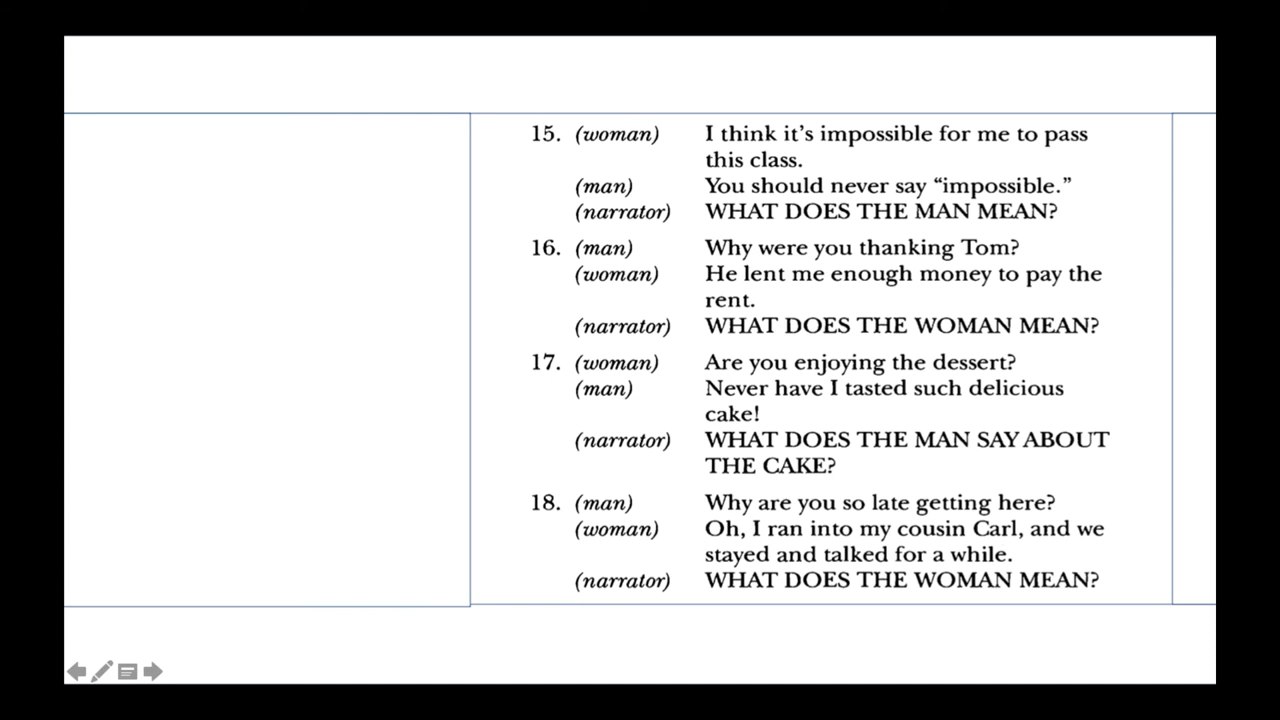 15. (woman) I think it's impossible for me to pass
this class.
(man) You should never say “impossible.”
(narrator) WHAT DOES THE MAN MEAN?
16. (man) Why were you thanking Tom?
(woman) He lent me enough money to pay the
rent.
(narrator) WHAT DOES THE WOMAN MEAN?
17. (woman) Are you enjoying the dessert?
(man) Never have I tasted such delicious
cake!
(narrator) WHAT DOES THE MAN SAY ABOUT
THE CAKE?
18. (man) Why are you so late getting here?
(woman) Oh, I ran into my cousin Carl, and we
stayed and talked for a while.
(narrator) WHAT DOES THE WOMAN MEAN?